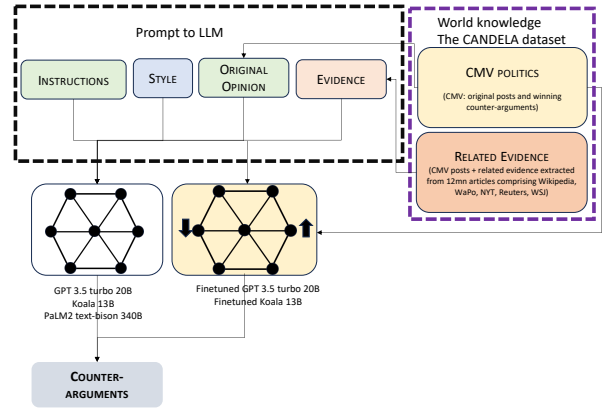 Prompt to LLM
INSTRUCTIONS
STYLE
ORIGINAL
OPINION
EVIDENCE
World knowledge
The CANDELA dataset
CMV POLITICS
(CMV: original posts and winning
counter-arguments)
RELATED EVIDENCE
(CMV posts + related evidence extracted
from 12mn articles comprising Wikipedia,
WaPo, NYT, Reuters, WSJ)
GPT 3.5 turbo 20B
Koala 13B
PaLM2 text-bison 340B
Finetuned GPT 3.5 turbo 20B
Finetuned Koala 13B
COUNTER-
ARGUMENTS